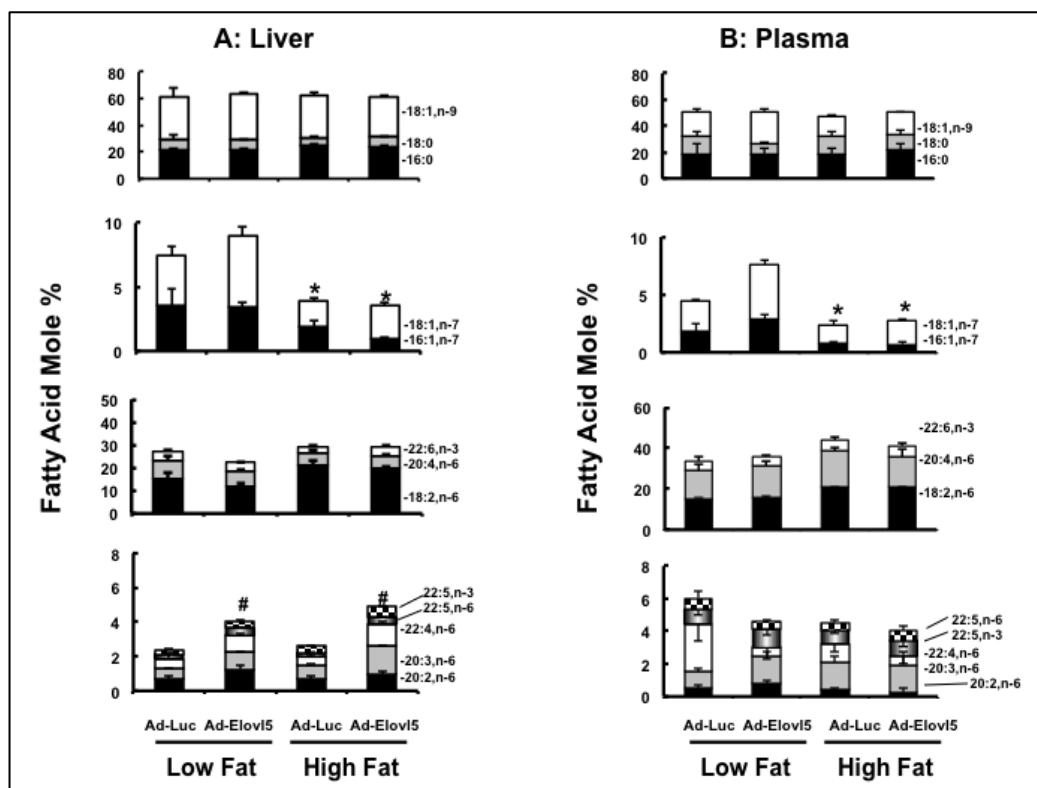 A: Liver
80
60
40
20
0
-18:1,n-9
-18:0
-16:0
10
5
0
*
*
-18:1,n-7
-16:1,n-7
50
40
30
20
10
0
-22:6,n-3
-20:4,n-6
-18:2,n-6
8
6
4
2
0
#
#
22:5,n-3
22:5,n-6
-22:4,n-6
-20:3,n-6
-20:2,n-6
Fatty Acid Mole %
Ad-Luc Ad-Elovl5 Ad-Luc Ad-Elovl5
Low Fat High Fat
B: Plasma
80
60
40
20
0
-18:1,n-9
-18:0
-16:0
10
5
0
*
*
-18:1,n-7
-16:1,n-7
60
40
20
0
-22:6,n-3
-20:4,n-6
-18:2,n-6
8
6
4
2
0
22:5,n-6
22:5,n-3
-22:4,n-6
-20:3,n-6
20:2,n-6
Fatty Acid Mole %
Ad-Luc Ad-Elovl5 Ad-Luc Ad-Elovl5
Low Fat High Fat